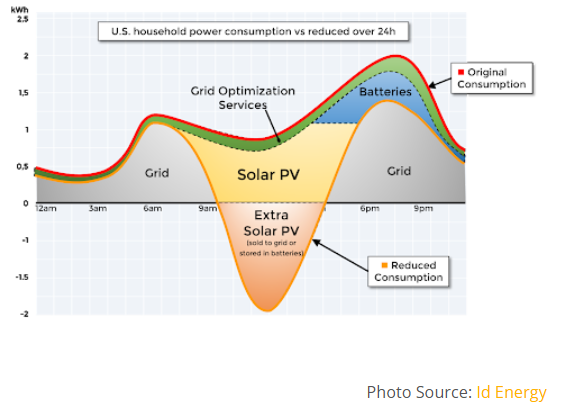 kWh
2.5
U.S. household power consumption vs reduced over 24h
2
Original
Consumption
1,5
Grid Optimization
Services
Batteries
1
0,5
Grid
Solar PV
Grid
0
12am 3am 6am 9am 6pm 9pm
Extra
Solar PV
(sold to grid or
stored in batteries)
-1
Reduced
Consumption
-1,5
-2
Photo Source: Id Energy